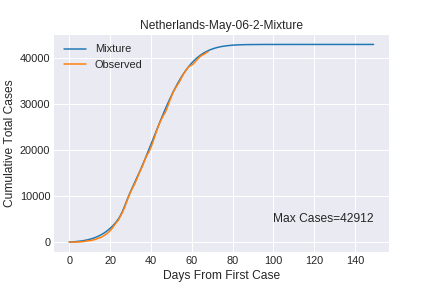 Netherlands-May-06-2-Mixture
Mixture
Observed
Cumulative Total Cases
40000
30000
20000
10000
0
Max Cases=42912
0 20 40 60 80 100 120 140
Days From First Case